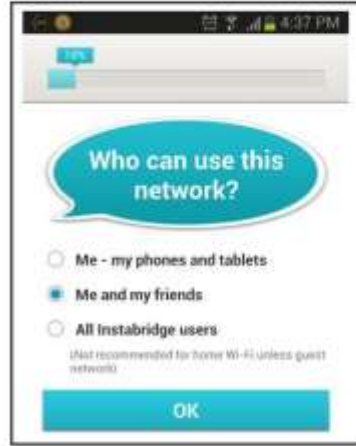 4:37 PM
Who can use this
network?
Me - my phones and tablets
Me and my friends
All Instabridge users
(Not recommended for home Wi-Fi unless guest
network)
OK